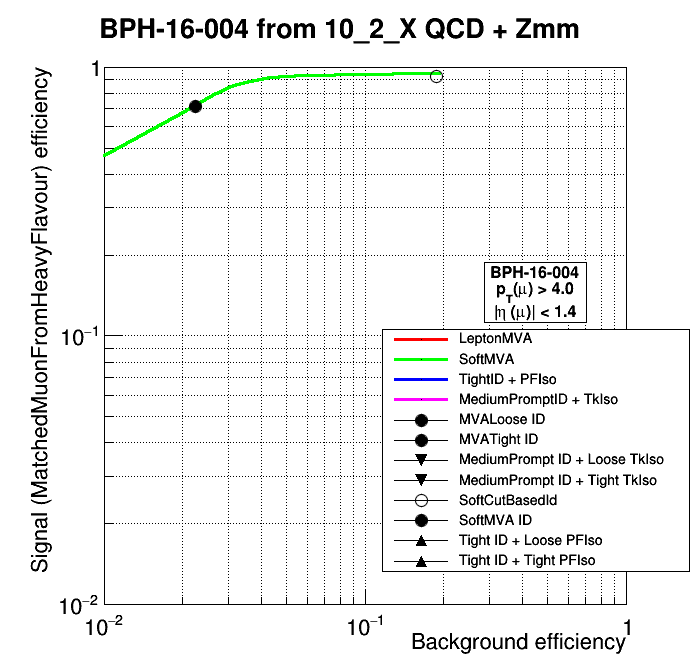 BPH-16-004 from 10_2_X QCD + Zmm
Signal (MatchedMuonFromHeavyFlavour) efficiency
1
10⁻¹
10⁻²
BPH-16-004
p_T(μ) > 4.0
|η (μ)| < 1.4
LeptonMVA
SoftMVA
TightID + PFIso
MediumPromptID + TkIso
MVALoose ID
MVATight ID
MediumPrompt ID + Loose TkIso
MediumPrompt ID + Tight TkIso
SoftCutBasedId
SoftMVA ID
Tight ID + Loose PFIso
Tight ID + Tight PFIso
10⁻² 10⁻¹ 1
Background efficiency